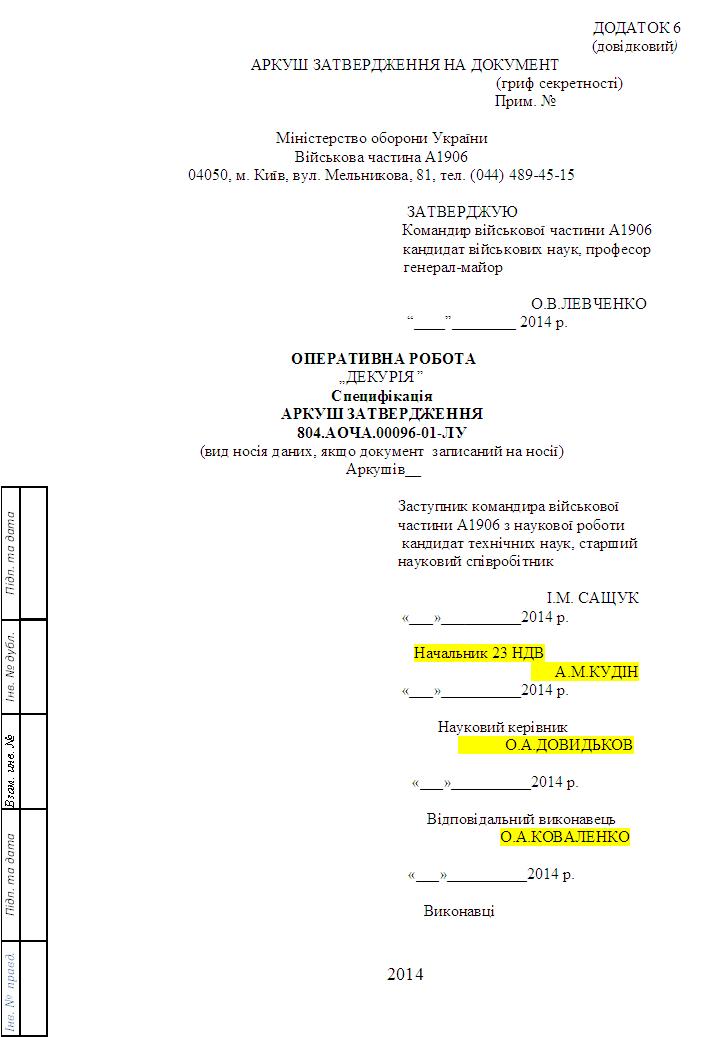 ДОДАТОК 6
(довідковий)
АРКУШ ЗАТВЕРДЖЕННЯ НА ДОКУМЕНТ
(гриф секретності)
Прим. №
Міністерство оборони України
Військова частина А1906
04050, м. Київ, вул. Мельникова, 81, тел. (044) 489-45-15
ЗАТВЕРДЖУЮ
Командир військової частини А1906
кандидат військових наук, професор
генерал-майор
О.В.ЛЕВЧЕНКО
“____”________ 2014 р.
ОПЕРАТИВНА РОБОТА
„ДЕКУРІЯ”
Специфікація
АРКУШ ЗАТВЕРДЖЕННЯ
804.АОЧА.00096-01-ЛУ
(вид носія даних, якщо документ записаний на носії)
Аркушів__
Заступник командира військової
частини А1906 з наукової роботи
кандидат технічних наук, старший
науковий співробітник
І.М. САЩУК
«___»__________2014 р.
Начальник 23 НДВ
А.М.КУДІН
«___»__________2014 р.
Науковий керівник
О.А.ДОВИДЬКОВ
«___»__________2014 р.
Відповідальний виконавець
О.А.КОВАЛЕНКО
«___»__________2014 р.
Виконавці
2014
Підп. та дата
Інв. № дубл.
Взам. инв. №
Підп. та дата
Інв. № правд.